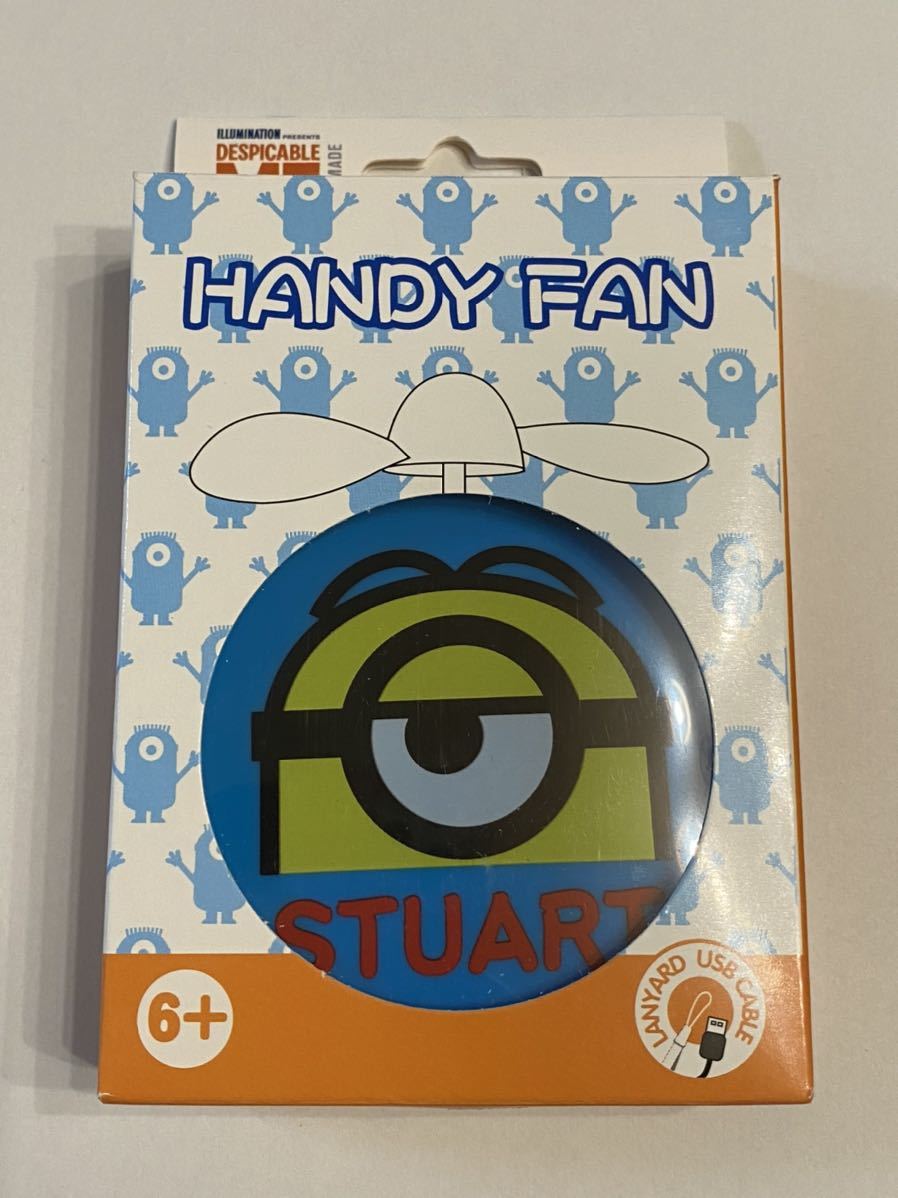 ILLUMINATION PRESENTS
DESPICABLE
MADE
HANDY FAN
STUART
6+
LANYARD USB CABLE